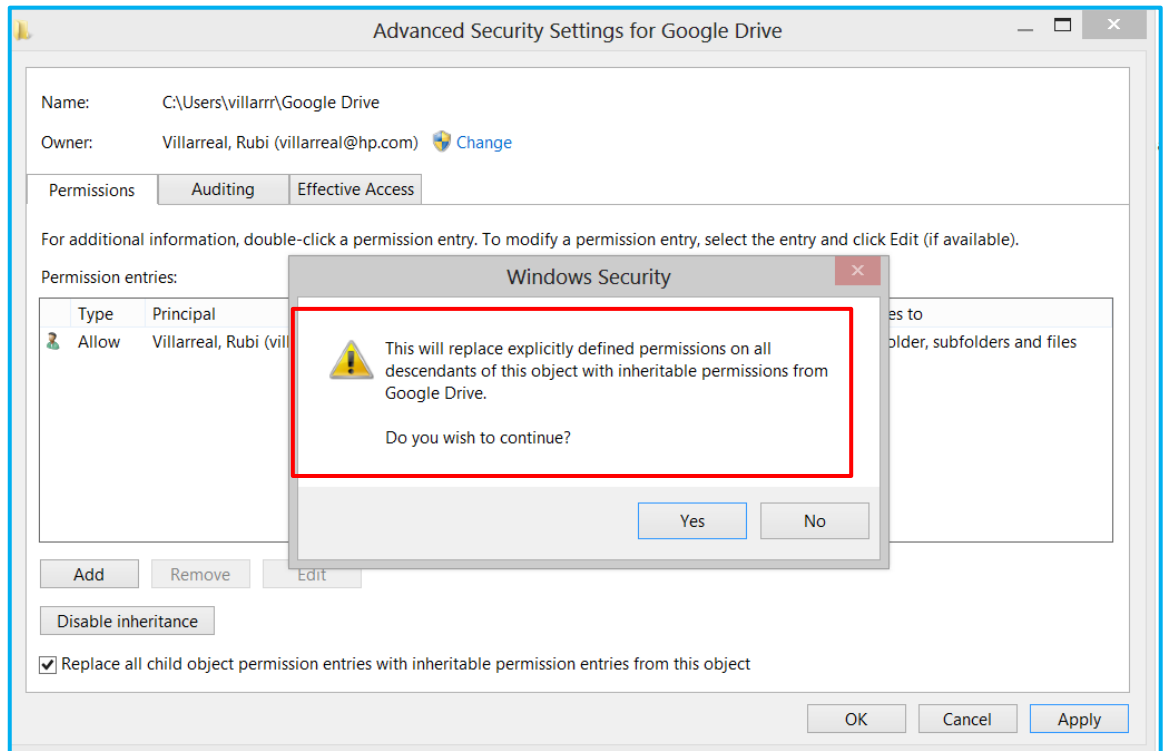 Advanced Security Settings for Google Drive
Name: C:\Users\villarrr\Google Drive
Owner: Villarreal, Rubi (villarreal@hp.com) Change
Permissions Auditing Effective Access
For additional information, double-click a permission entry. To modify a permission entry, select the entry and click Edit (if available).
Permission entries:
Type Principal es to
Allow Villarreal, Rubi (vill older, subfolders and files
Windows Security
This will replace explicitly defined permissions on all
descendants of this object with inheritable permissions from
Google Drive.
Do you wish to continue?
Yes No
Add Remove Edit
Disable inheritance
Replace all child object permission entries with inheritable permission entries from this object
OK Cancel Apply